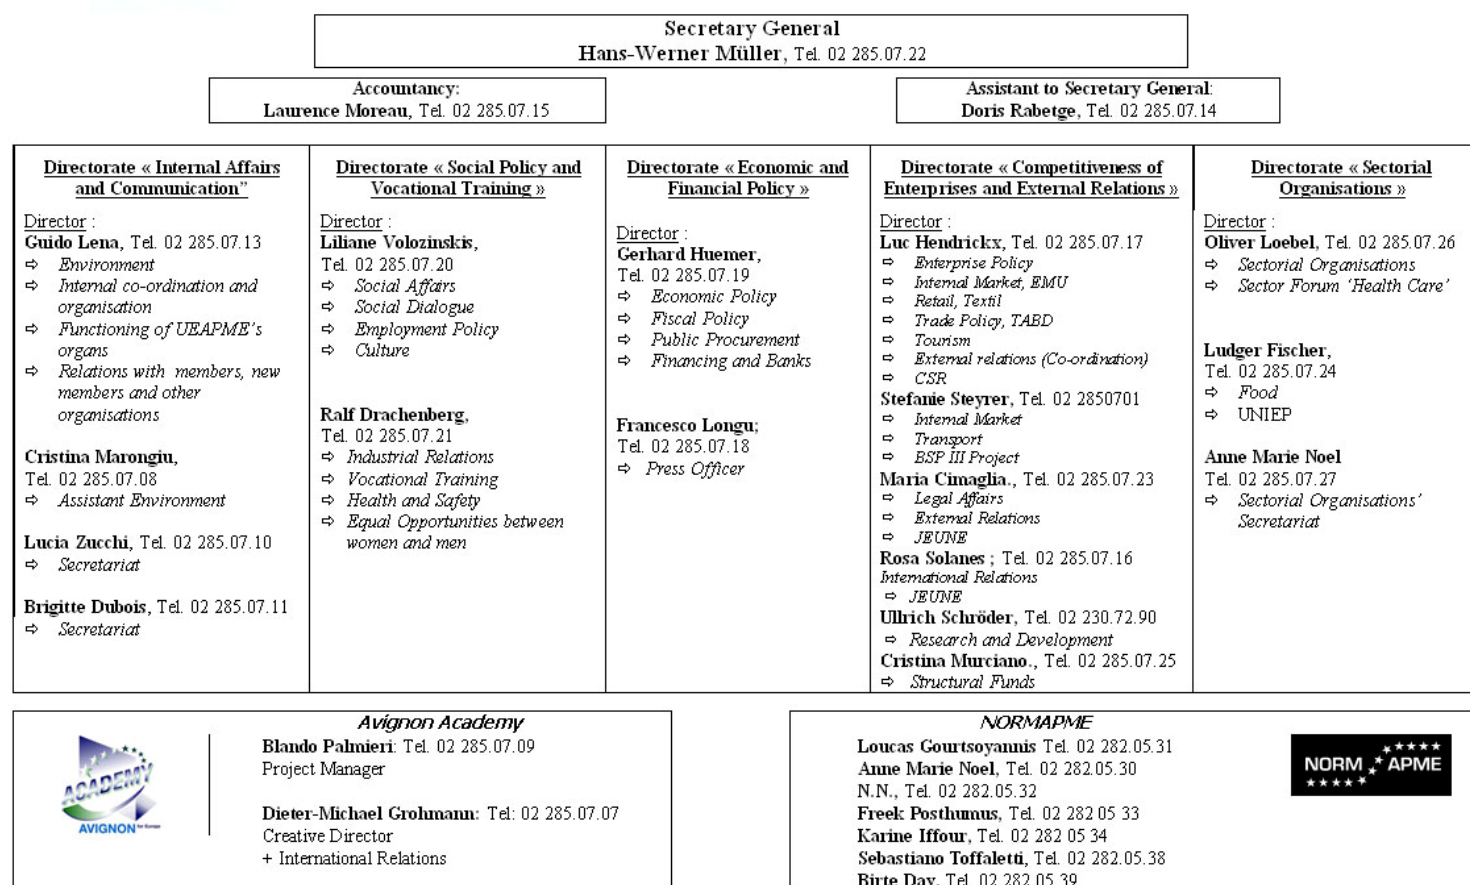 Secretary General
Hans-Werner Müller, Tel. 02 285.07.22
Accountancy:
Laurence Moreau, Tel. 02 285.07.15
Assistant to Secretary General:
Doris Rabetge, Tel. 02 285.07.14
Directorate « Internal Affairs
and Communication”
Director :
Guido Lena, Tel. 02 285.07.13
⇨ Environment
⇨ Internal co-ordination and
organisation
⇨ Functioning of UEAPME’s
organs
⇨ Relations with members, new
members and other
organisations
Cristina Marongiu,
Tel. 02 285.07.08
⇨ Assistant Environment
Lucia Zucchi, Tel. 02 285.07.10
⇨ Secretariat
Brigitte Dubois, Tel. 02 285.07.11
⇨ Secretariat
Directorate « Social Policy and
Vocational Training »
Director :
Liliane Volozinskis,
Tel. 02 285.07.20
⇨ Social Affairs
⇨ Social Dialogue
⇨ Employment Policy
⇨ Culture
Ralf Drachenberg,
Tel. 02 285.07.21
⇨ Industrial Relations
⇨ Vocational Training
⇨ Health and Safety
⇨ Equal Opportunities between
women and men
Directorate « Economic and
Financial Policy »
Director :
Gerhard Huemer,
Tel. 02 285.07.19
⇨ Economic Policy
⇨ Fiscal Policy
⇨ Public Procurement
⇨ Financing and Banks
Francesco Longu;
Tel. 02 285.07.18
⇨ Press Officer
Directorate « Competitiveness of
Enterprises and External Relations »
Director :
Luc Hendrickx, Tel. 02 285.07.17
⇨ Enterprise Policy
⇨ Internal Market, EMU
⇨ Retail, Textil
⇨ Trade Policy, TABD
⇨ Tourism
⇨ External relations (Co-ordination)
⇨ CSR
Stefanie Steyrer, Tel. 02 2850701
⇨ Internal Market
⇨ Transport
⇨ BSP III Project
Maria Cimaglia., Tel. 02 285.07.23
⇨ Legal Affairs
⇨ External Relations
⇨ JEUNE
Rosa Solanes ; Tel. 02 285.07.16
International Relations
⇨ JEUNE
Ullrich Schröder, Tel. 02 230.72.90
⇨ Research and Development
Cristina Murciano., Tel. 02 285.07.25
⇨ Structural Funds
Directorate « Sectorial
Organisations »
Director :
Oliver Loebel, Tel. 02 285.07.26
⇨ Sectorial Organisations
⇨ Sector Forum ‘Health Care’
Ludger Fischer,
Tel. 02 285.07.24
⇨ Food
⇨ UNIEP
Anne Marie Noel
Tel. 02 285.07.27
⇨ Sectorial Organisations’
Secretariat
ACADEMY
AVIGNON for Europe
Avignon Academy
Blando Palmieri: Tel. 02 285.07.09
Project Manager
Dieter-Michael Grohmann: Tel: 02 285.07.07
Creative Director
+ International Relations
NORMAPME
Loucas Gourtsoyannis Tel. 02 282.05.31
Anne Marie Noel, Tel. 02 282.05.30
N.N., Tel. 02 282.05.32
Freek Posthumus, Tel. 02 282 05 33
Karine Iffour, Tel. 02 282 05 34
Sebastiano Toffaletti, Tel. 02 282.05.38
Birte Day, Tel. 02 282.05.39
NORM APME